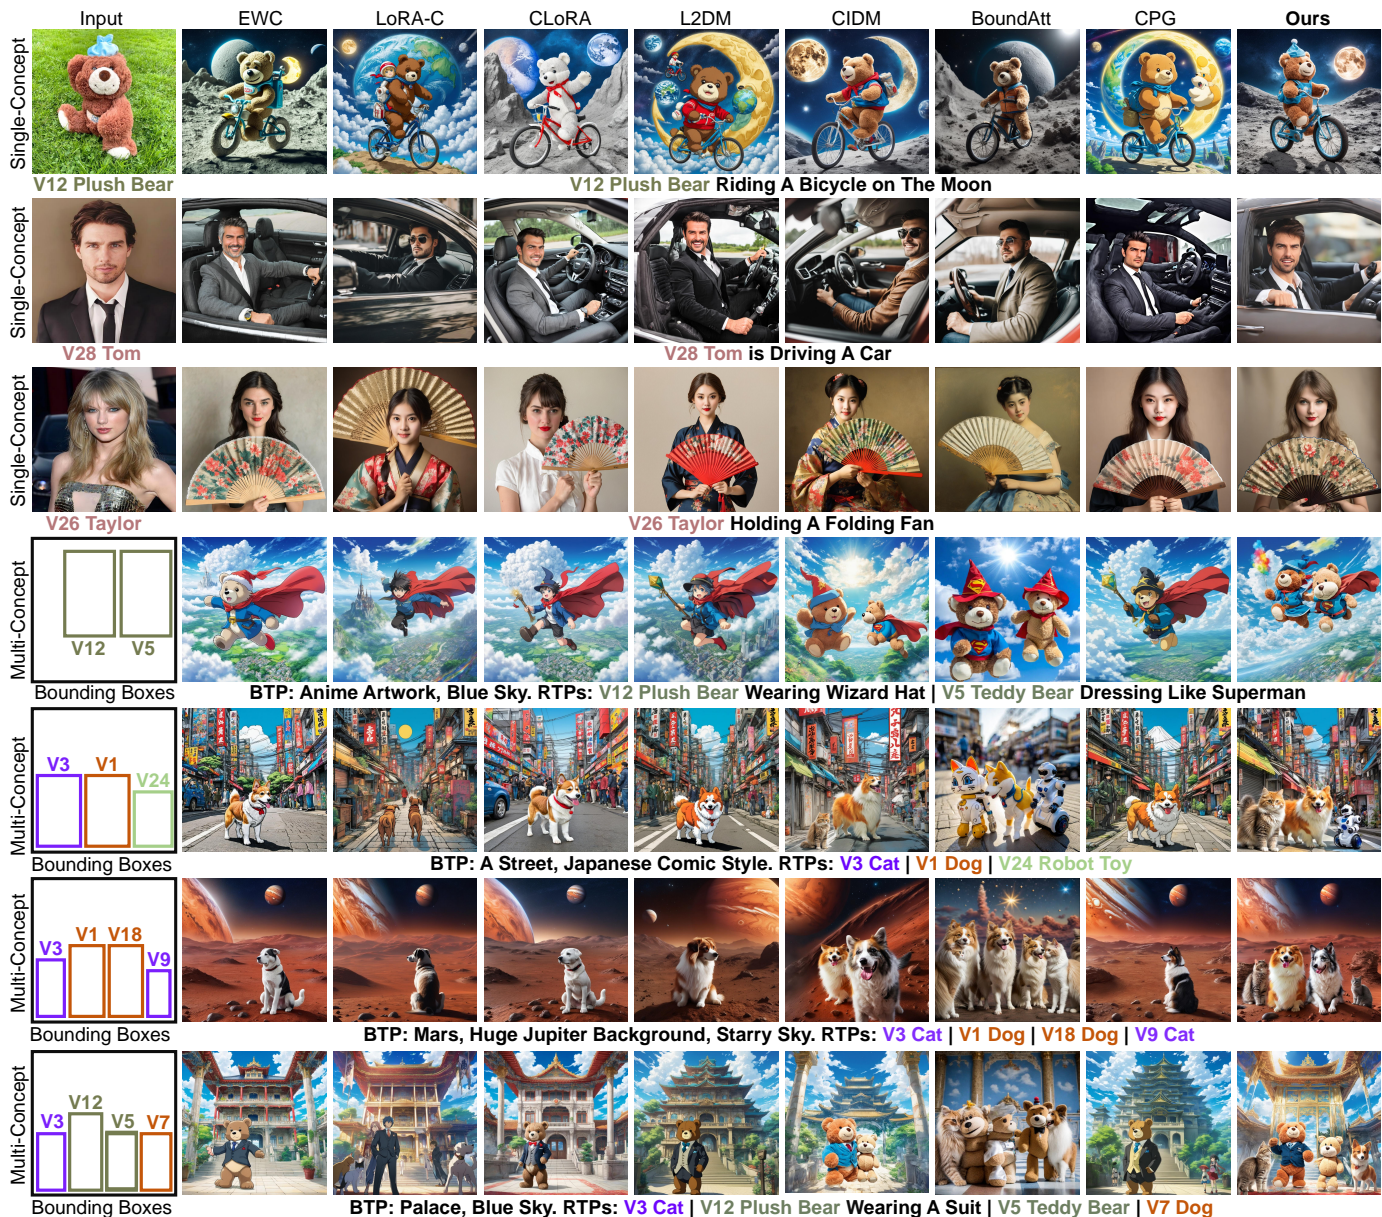 Input EWC LoRA-C CLoRA L2DM CIDM BoundAtt CPG Ours
Single-Concept
V12 Plush Bear V12 Plush Bear Riding A Bicycle on The Moon
Single-Concept
V28 Tom V28 Tom is Driving A Car
Single-Concept
V26 Taylor V26 Taylor Holding A Folding Fan
Multi-Concept
V12 V5
Bounding Boxes BTP: Anime Artwork, Blue Sky. RTPs: V12 Plush Bear Wearing Wizard Hat | V5 Teddy Bear Dressing Like Superman
Multi-Concept
V3 V1 V24
Bounding Boxes BTP: A Street, Japanese Comic Style. RTPs: V3 Cat | V1 Dog | V24 Robot Toy
Multi-Concept
V3 V1 V18 V9
Bounding Boxes BTP: Mars, Huge Jupiter Background, Starry Sky. RTPs: V3 Cat | V1 Dog | V18 Dog | V9 Cat
Multi-Concept
V3 V12 V5 V7
Bounding Boxes BTP: Palace, Blue Sky. RTPs: V3 Cat | V12 Plush Bear Wearing A Suit | V5 Teddy Bear | V7 Dog